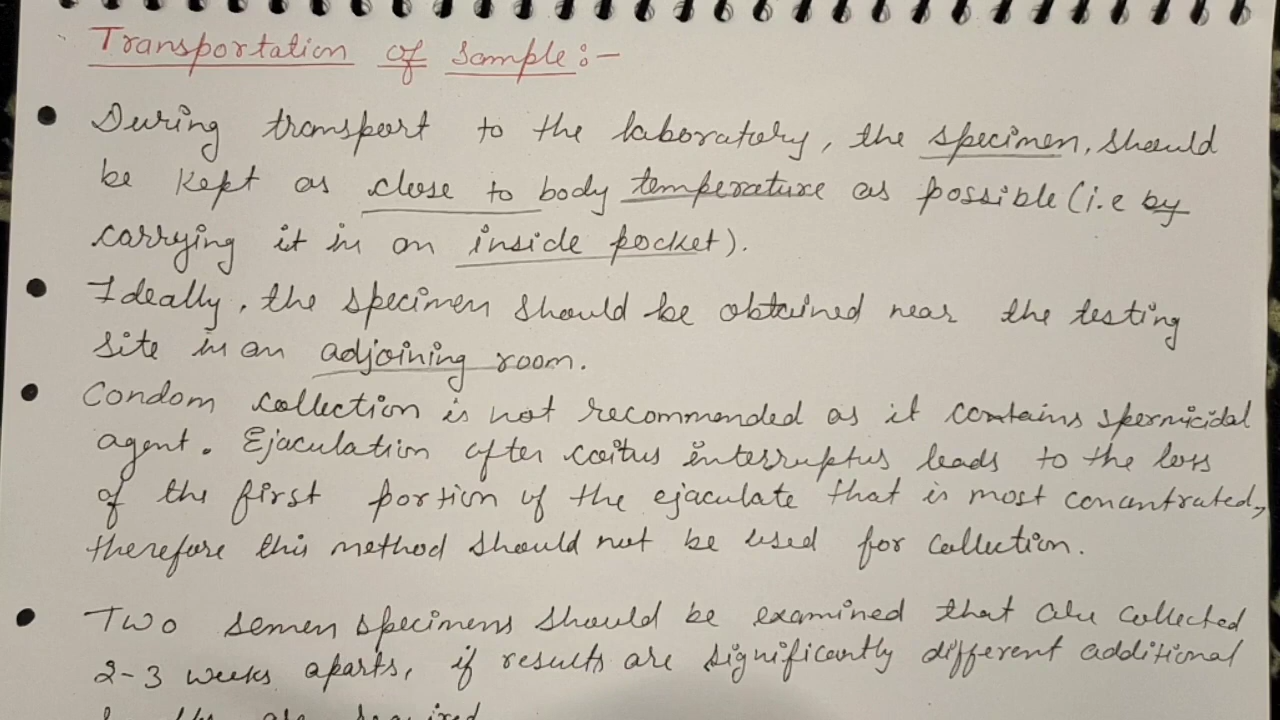 Transportation of Sample:-
• During transport to the laboratory, the specimen, should
be kept as close to body temperature as possible (i.e by
carrying it in an inside pocket).
• Ideally, the specimen should be obtained near the testing
site in an adjoining room.
• Condom collection is not recommended as it contains spermicidal
agent. Ejaculation after coitus interruptus leads to the loss
of the first portion of the ejaculate that is most concentrated,
therefore this method should not be used for collection.
• Two semen specimens should be examined that are collected
2-3 weeks aparts, if results are significantly different additional
are required